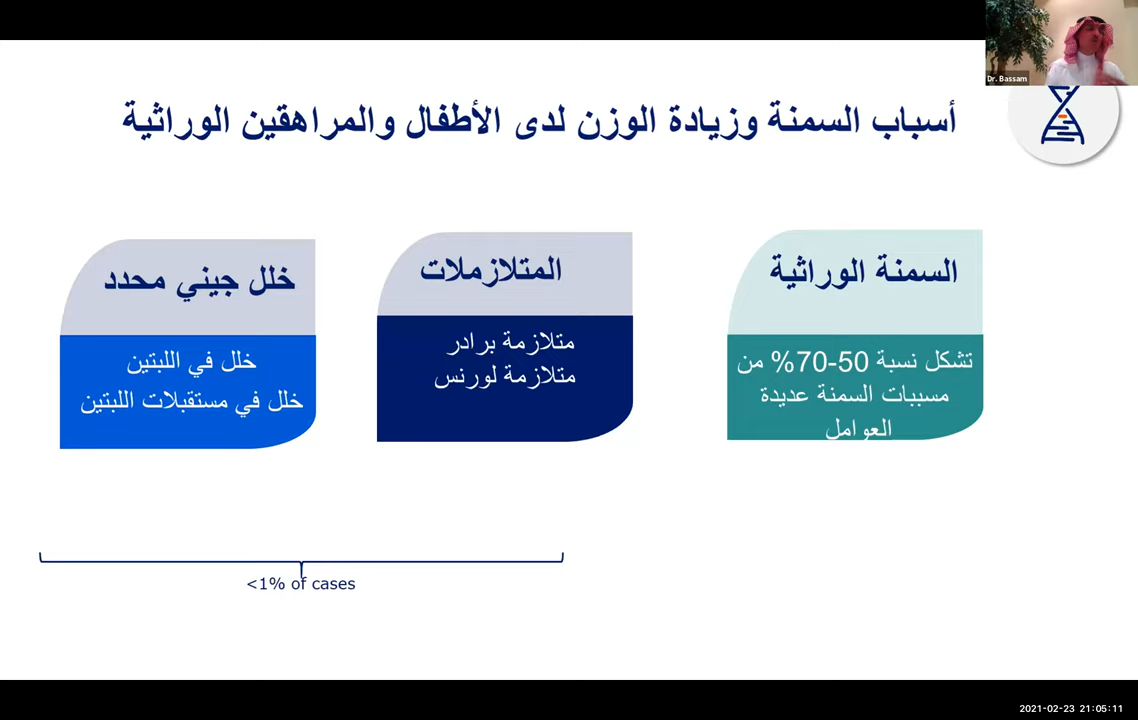 Dr. Bassam
أسباب السمنة وزيادة الوزن لدى الأطفال والمراهقين الوراثية
السمنة الوراثية
تشكل نسبة 50-70% من
مسببات السمنة عديدة
العوامل
المتلازملات
متلازمة برادر
متلازمة لورنس
خلل جيني محدد
خلل في اللبتين
خلل في مستقبلات اللبتين
<1% of cases
2021-02-23 21:05:11